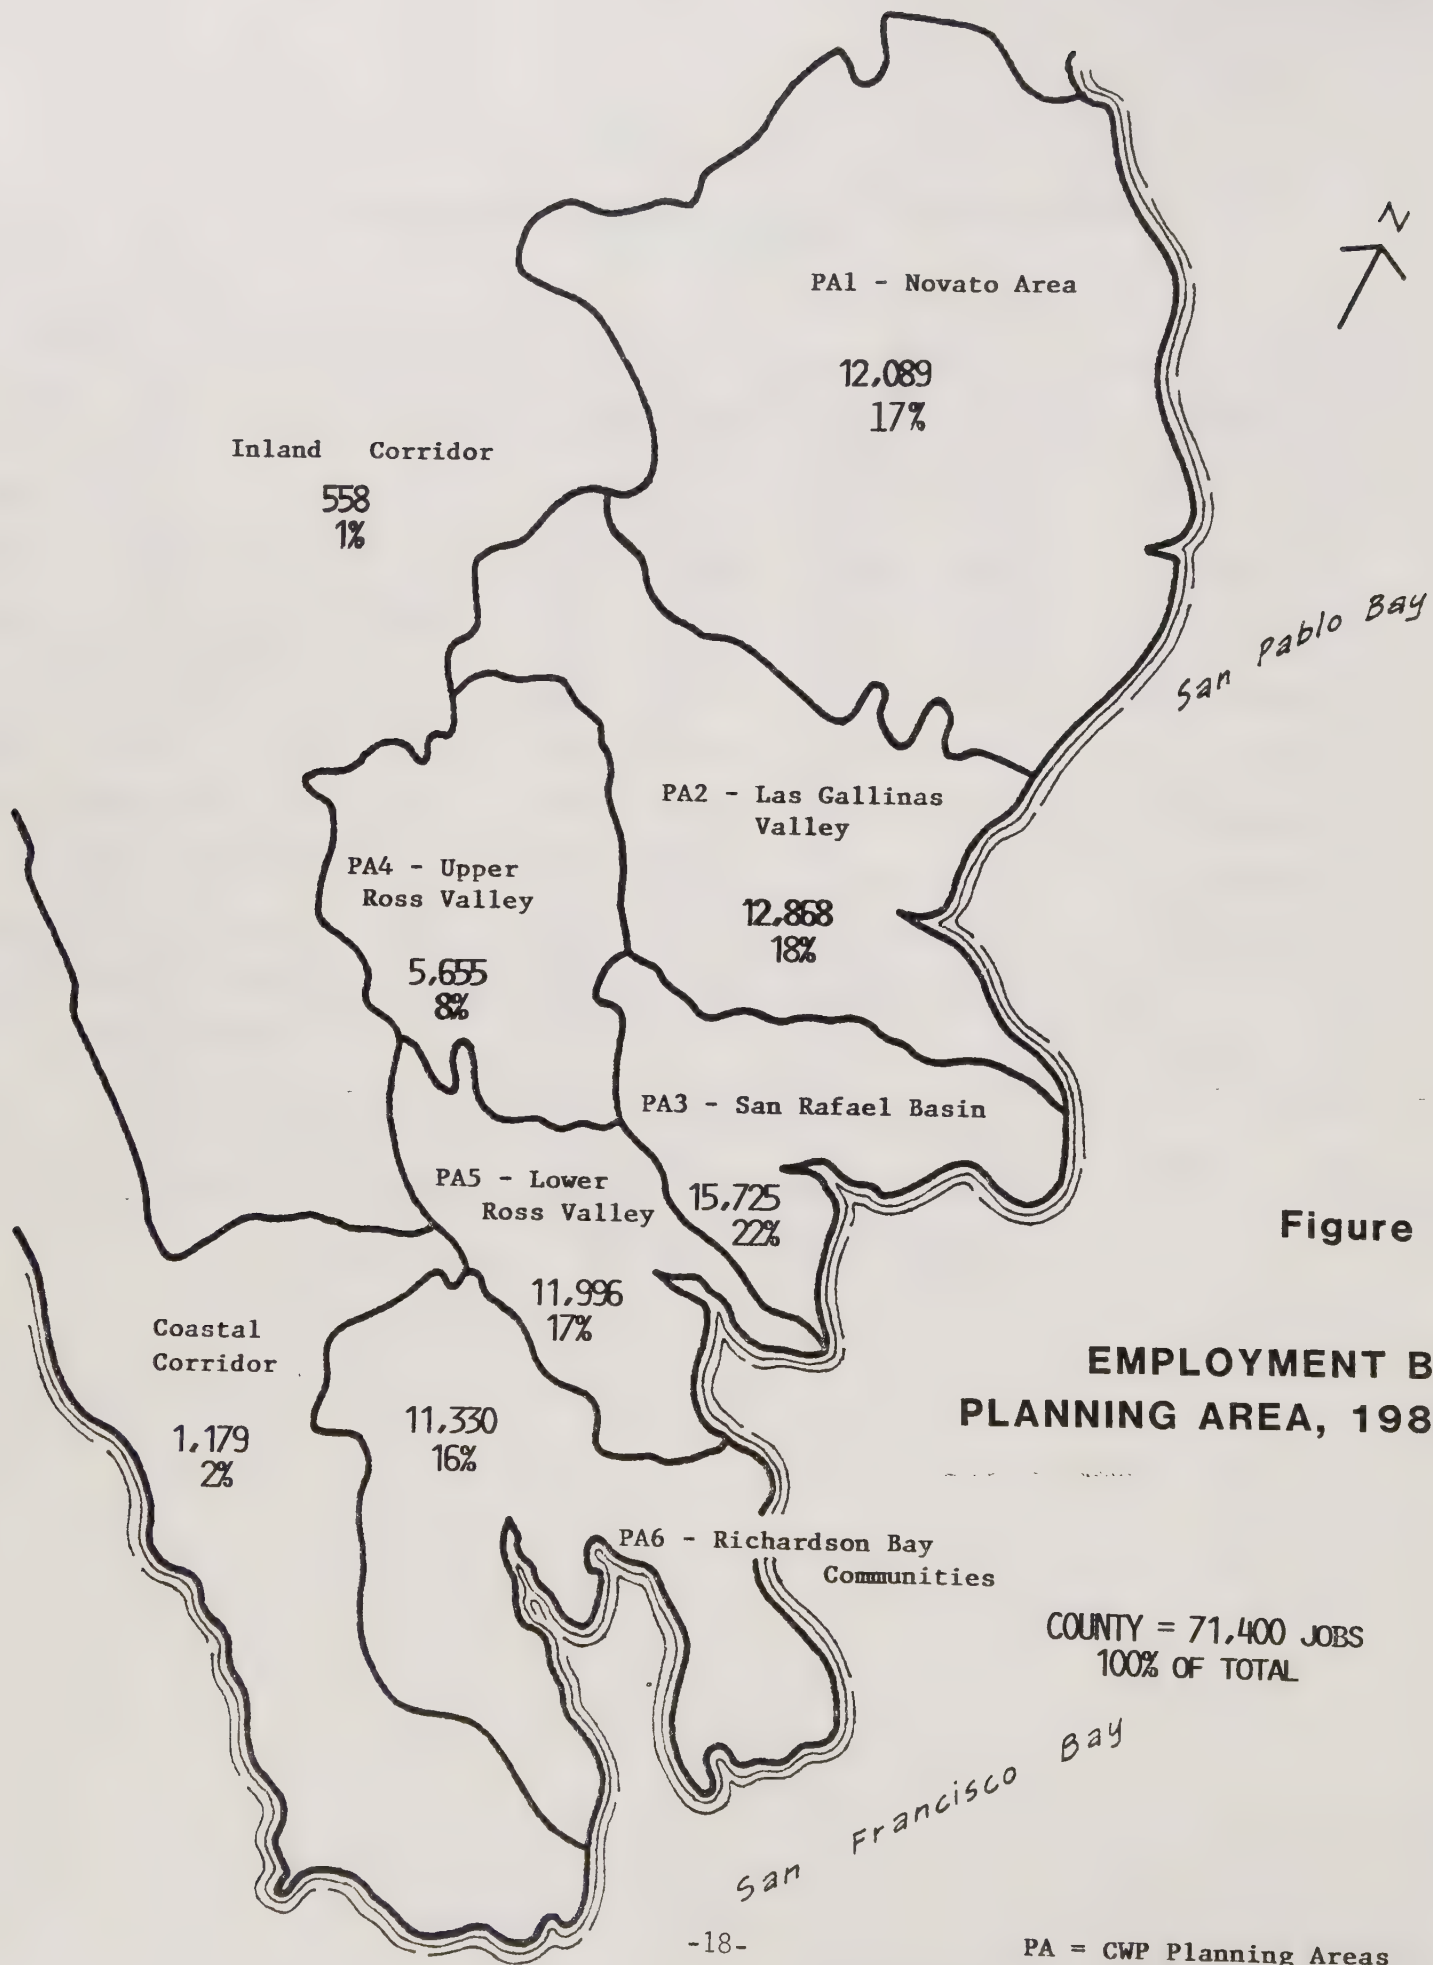 N
PA1 - Novato Area
12,089
17%
Inland Corridor
558
1%
San Pablo Bay
PA2 - Las Gallinas
Valley
12,868
18%
PA4 - Upper
Ross Valley
5,655
8%
PA3 - San Rafael Basin
15,725
22%
PA5 - Lower
Ross Valley
11,996
17%
Figure
EMPLOYMENT B
PLANNING AREA, 198
Coastal
Corridor
1,179
2%
11,330
16%
PA6 - Richardson Bay
Communities
COUNTY = 71,400 JOBS
100% OF TOTAL
San Francisco Bay
-18-
PA = CWP Planning Areas